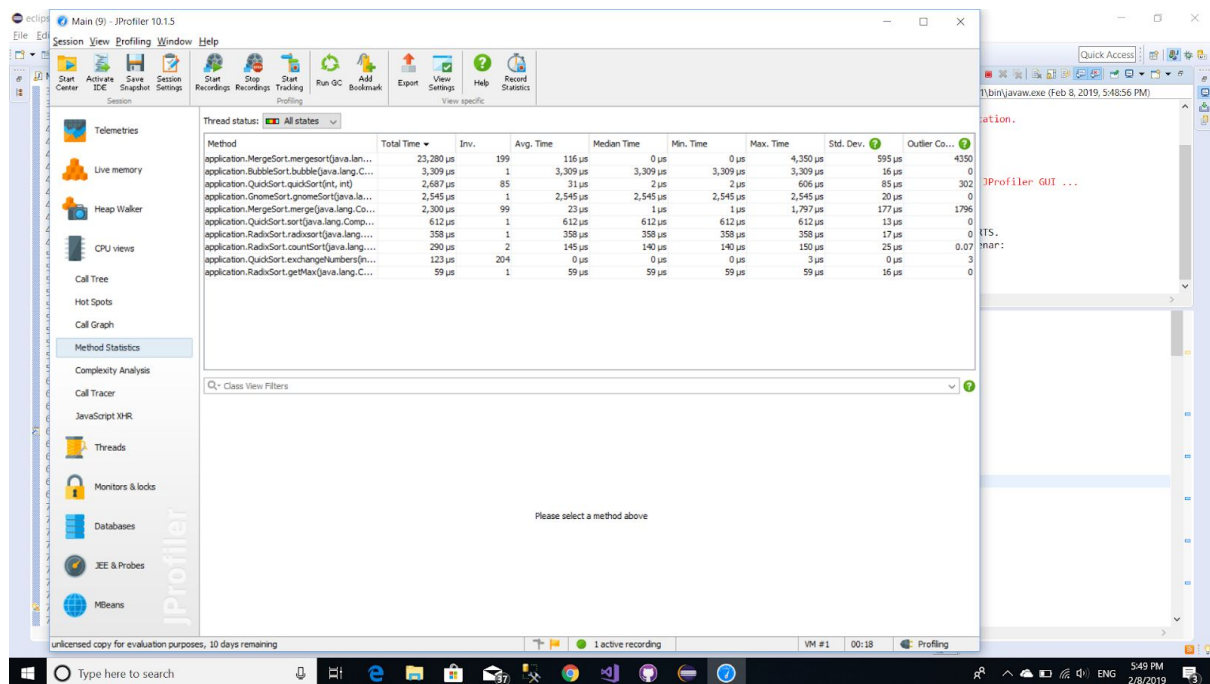 eclips
Main (9) - JProfiler 10.1.5
File Edi
Session View Profiling Window Help
Quick Access
Start Center
Activate IDE
Save Snapshot
Session Settings
Start Recordings
Stop Recordings
Start Tracking
Run GC
Add Bookmark
Export
View Settings
Help
Record Statistics
Session
Profiling
View specific
1\bin\javaw.exe (Feb 8, 2019, 5:48:56 PM)
ation.
JProfiler GUI ...
RTS.
enar:
Telemetries
Live memory
Heap Walker
CPU views
Call Tree
Hot Spots
Call Graph
Method Statistics
Complexity Analysis
Call Tracer
JavaScript XHR
Threads
Monitors & locks
Databases
JEE & Probes
MBeans
JProfiler
Thread status: All states
Method Total Time Inv. Avg. Time Median Time Min. Time Max. Time Std. Dev. Outlier Co...
application.MergeSort.mergesort(java.lan... 23,280 µs 199 116 µs 0 µs 0 µs 4,350 µs 595 µs 4350
application.BubbleSort.bubble(java.lang.C... 3,309 µs 1 3,309 µs 3,309 µs 3,309 µs 3,309 µs 16 µs 0
application.QuickSort.quickSort(int, int) 2,687 µs 85 31 µs 2 µs 2 µs 606 µs 85 µs 302
application.GnomeSort.gnomeSort(java.la... 2,545 µs 1 2,545 µs 2,545 µs 2,545 µs 2,545 µs 20 µs 0
application.MergeSort.merge(java.lang.Co... 2,300 µs 99 23 µs 1 µs 1 µs 1,797 µs 177 µs 1796
application.QuickSort.sort(java.lang.Comp... 612 µs 1 612 µs 612 µs 612 µs 612 µs 13 µs 0
application.RadixSort.radixsort(java.lang.... 358 µs 1 358 µs 358 µs 358 µs 358 µs 17 µs 0
application.RadixSort.countSort(java.lang.... 290 µs 2 145 µs 140 µs 140 µs 150 µs 25 µs 0.07
application.QuickSort.exchangeNumbers(in... 123 µs 204 0 µs 0 µs 0 µs 3 µs 0 µs 3
application.RadixSort.getMax(java.lang.C... 59 µs 1 59 µs 59 µs 59 µs 59 µs 16 µs 0
Class View Filters
Please select a method above
unlicensed copy for evaluation purposes, 10 days remaining
1 active recording
VM #1
00:18
Profiling
Type here to search
37
ENG
5:49 PM
2/8/2019
3